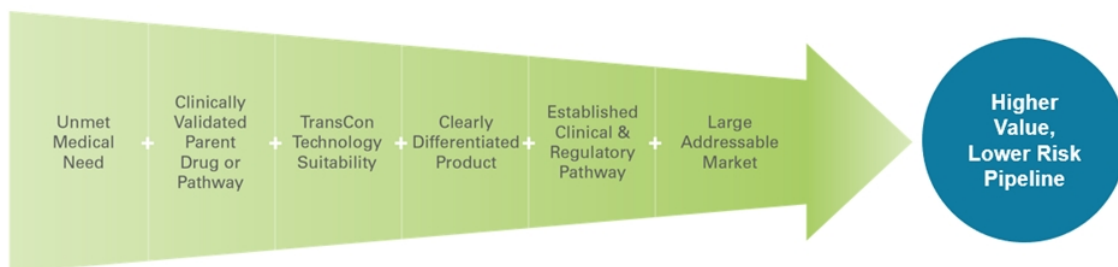 Unmet
Medical
Need
+
Clinically
Validated
Parent
Drug or
Pathway
+
TransCon
Technology
Suitability
+
Clearly
Differentiated
Product
+
Established
Clinical &
Regulatory
Pathway
+
Large
Addressable
Market
Higher
Value,
Lower Risk
Pipeline